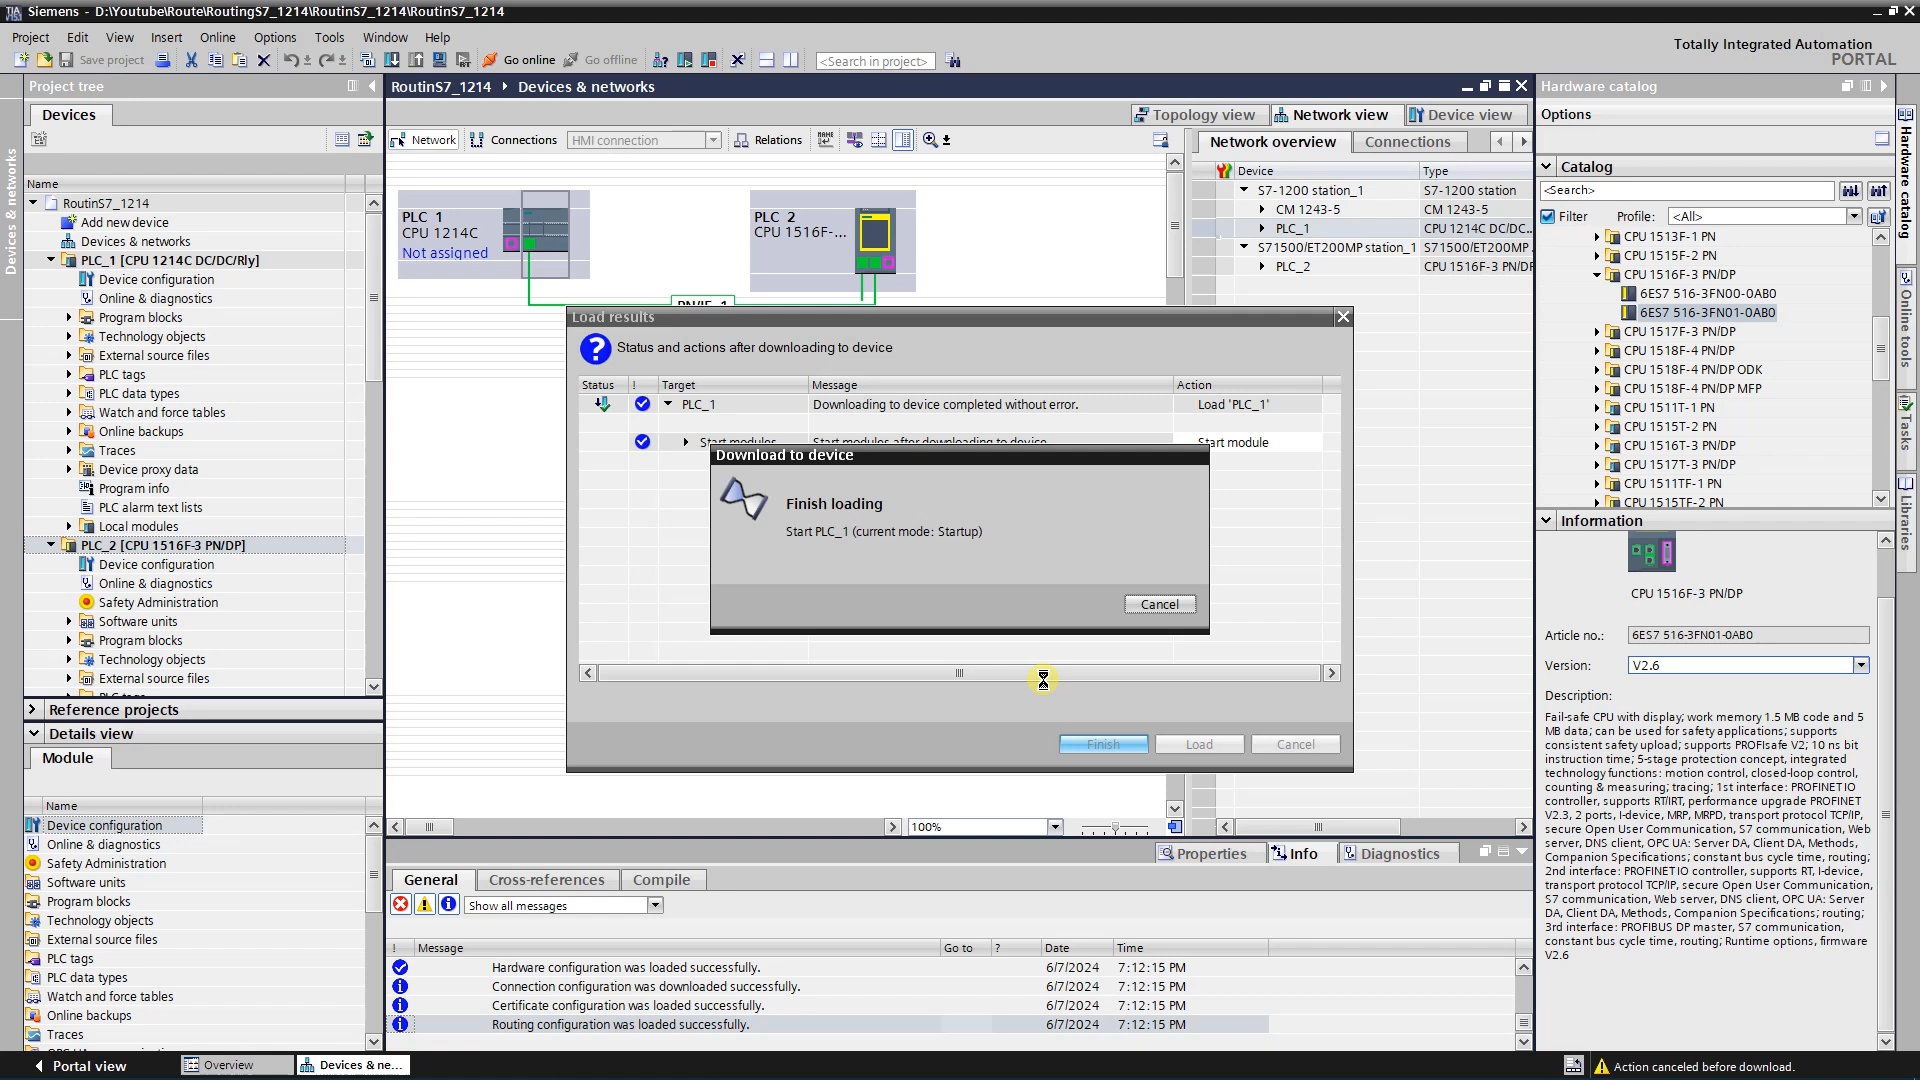 Siemens - D:\Youtube\Route\RoutingS7_1214\RoutinS7_1214\RoutinS7_1214
Project Edit View Insert Online Options Tools Window Help
Totally Integrated Automation
PORTAL
Save project
Go online
Go offline
<Search in project>
Project tree
Devices
Devices & networks
Name
RoutinS7_1214
Add new device
Devices & networks
PLC_1 [CPU 1214C DC/DC/Rly]
Device configuration
Online & diagnostics
Program blocks
Technology objects
External source files
PLC tags
PLC data types
Watch and force tables
Online backups
Traces
Device proxy data
Program info
PLC alarm text lists
Local modules
PLC_2 [CPU 1516F-3 PN/DP]
Device configuration
Online & diagnostics
Safety Administration
Software units
Program blocks
Technology objects
External source files
Reference projects
Details view
Module
Name
Device configuration
Online & diagnostics
Safety Administration
Software units
Program blocks
Technology objects
External source files
PLC tags
PLC data types
Watch and force tables
Online backups
Traces
RoutinS7_1214 Devices & networks
Topology view Network view Device view
Network Connections HMI connection Relations
PLC_1
CPU 1214C
Not assigned
PLC_2
CPU 1516F-...
PN/IE_1
Network overview Connections
Device Type
S7-1200 station_1 S7-1200 station
CM 1243-5 CM 1243-5
PLC_1 CPU 1214C DC/DC...
S71500/ET200MP station_1 S71500/ET200MP
PLC_2 CPU 1516F-3 PN/DP
Load results
Status and actions after downloading to device
Status ! Target Message Action
PLC_1 Downloading to device completed without error. Load 'PLC_1'
Start modules Start modules after downloading to device. Start module
Download to device
Finish loading
Start PLC_1 (current mode: Startup)
Cancel
Finish Load Cancel
100%
Properties Info Diagnostics
General Cross-references Compile
Show all messages
! Message Go to ? Date Time
Hardware configuration was loaded successfully. 6/7/2024 7:12:15 PM
Connection configuration was downloaded successfully. 6/7/2024 7:12:15 PM
Certificate configuration was loaded successfully. 6/7/2024 7:12:15 PM
Routing configuration was loaded successfully. 6/7/2024 7:12:15 PM
Hardware catalog
Options
Catalog
<Search>
Filter Profile: <All>
CPU 1513F-1 PN
CPU 1515F-2 PN
CPU 1516F-3 PN/DP
6ES7 516-3FN00-0AB0
6ES7 516-3FN01-0AB0
CPU 1517F-3 PN/DP
CPU 1518F-4 PN/DP
CPU 1518F-4 PN/DP ODK
CPU 1518F-4 PN/DP MFP
CPU 1511T-1 PN
CPU 1515T-2 PN
CPU 1516T-3 PN/DP
CPU 1517T-3 PN/DP
CPU 1511TF-1 PN
CPU 1515TF-2 PN
Information
CPU 1516F-3 PN/DP
Article no.: 6ES7 516-3FN01-0AB0
Version: V2.6
Description:
Fail-safe CPU with display; work memory 1.5 MB code and 5
MB data; can be used for safety applications; supports
consistent safety upload; supports PROFIsafe V2; 10 ns bit
instruction time; 5-stage protection concept, integrated
technology functions: motion control, closed-loop control,
counting & measuring; tracing; 1st interface: PROFINET IO
controller, supports RT/IRT, performance upgrade PROFINET
V2.3, 2 ports, I-device, MRP, MRPD, transport protocol TCP/IP,
secure Open User Communication, S7 communication, Web
server, DNS client, OPC UA: Server DA, Client DA, Methods,
Companion Specifications; constant bus cycle time, routing;
2nd interface: PROFINET IO controller, supports RT, I-device,
transport protocol TCP/IP, secure Open User Communication,
S7 communication, Web server, DNS client, OPC UA: Server
DA, Client DA, Methods, Companion Specifications; routing;
3rd interface: PROFIBUS DP master, S7 communication,
constant bus cycle time, routing; Runtime options, firmware
V2.6
Hardware catalog
Online tools
Tasks
Libraries
Portal view Overview Devices & ne...
Action canceled before download.